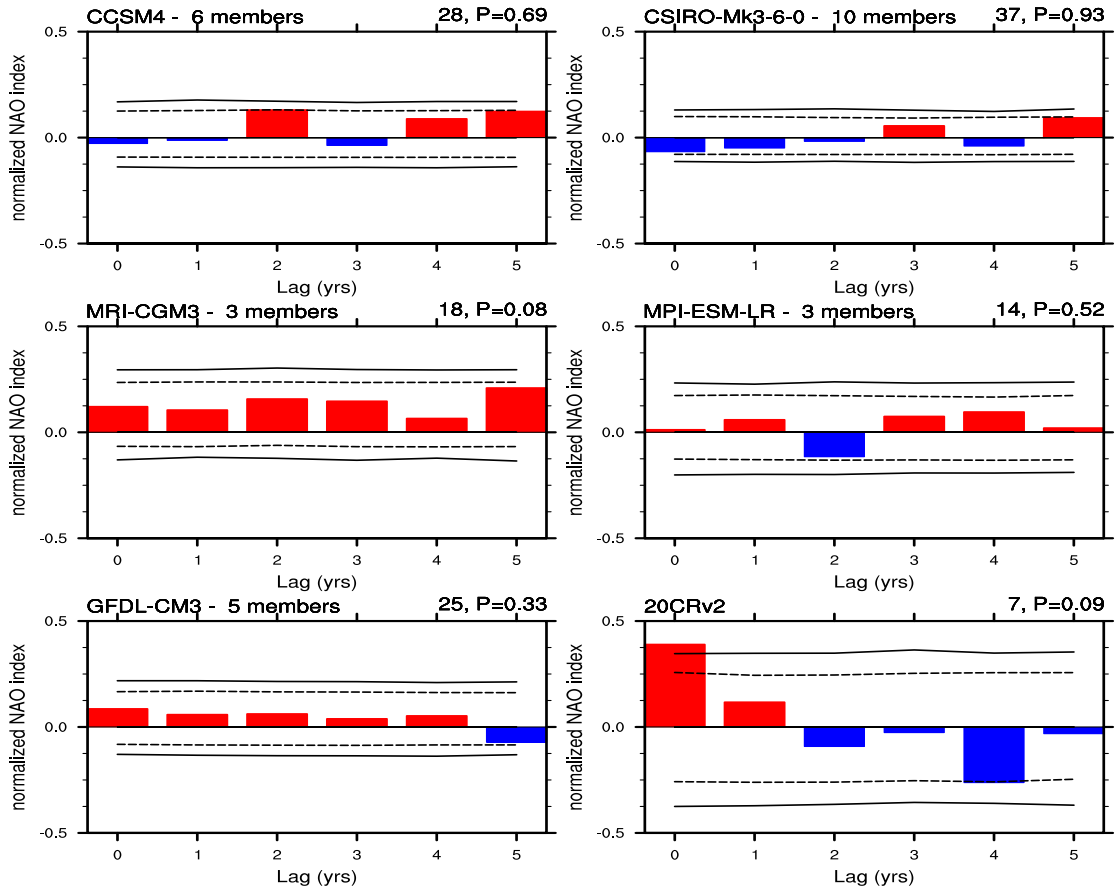 CCSM4 - 6 members 28, P=0.69
normalized NAO index
0.5
0.0
-0.5
0 1 2 3 4 5
Lag (yrs)
CSIRO-Mk3-6-0 - 10 members 37, P=0.93
normalized NAO index
0.5
0.0
-0.5
0 1 2 3 4 5
Lag (yrs)
MRI-CGM3 - 3 members 18, P=0.08
normalized NAO index
0.5
0.0
-0.5
0 1 2 3 4 5
Lag (yrs)
MPI-ESM-LR - 3 members 14, P=0.52
normalized NAO index
0.5
0.0
-0.5
0 1 2 3 4 5
Lag (yrs)
GFDL-CM3 - 5 members 25, P=0.33
normalized NAO index
0.5
0.0
-0.5
0 1 2 3 4 5
Lag (yrs)
20CRv2 7, P=0.09
normalized NAO index
0.5
0.0
-0.5
0 1 2 3 4 5
Lag (yrs)